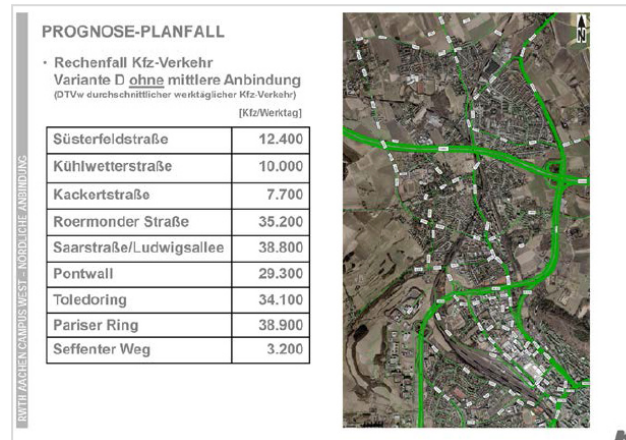 PROGNOSE-PLANFALL
• Rechenfall Kfz-Verkehr
Variante D ohne mittlere Anbindung
(DTVw durchschnittlicher werktäglicher Kfz-Verkehr)
[Kfz/Werktag]
Süsterfeldstraße 12.400
Kühlwetterstraße 10.000
Kackertstraße 7.700
Roermonder Straße 35.200
Saarstraße/Ludwigsallee 38.800
Pontwall 29.300
Toledoring 34.100
Pariser Ring 38.900
Seffenter Weg 3.200
RWTH AACHEN CAMPUS WEST – NÖRDLICHE ANBINDUNG
N